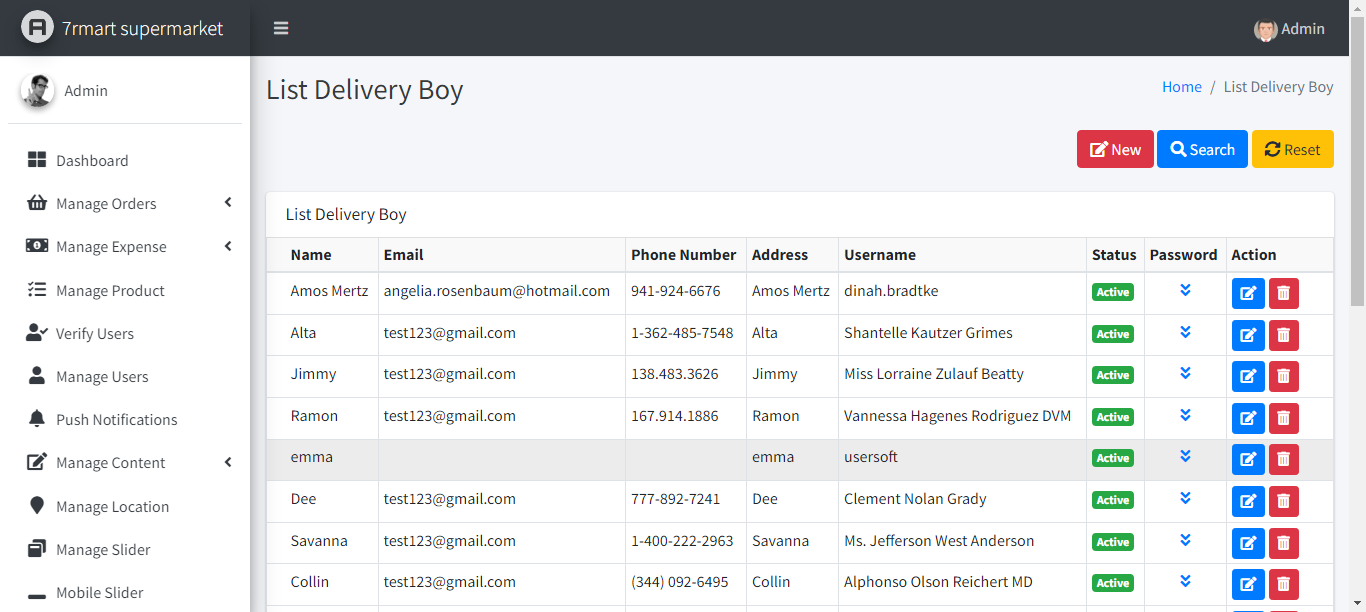 7rmart supermarket
Admin
Admin
Dashboard
Manage Orders
Manage Expense
Manage Product
Verify Users
Manage Users
Push Notifications
Manage Content
Manage Location
Manage Slider
Mobile Slider
List Delivery Boy
Home / List Delivery Boy
New Search Reset
List Delivery Boy
Name Email Phone Number Address Username Status Password Action
Amos Mertz angelia.rosenbaum@hotmail.com 941-924-6676 Amos Mertz dinah.bradtke Active
Alta test123@gmail.com 1-362-485-7548 Alta Shantelle Kautzer Grimes Active
Jimmy test123@gmail.com 138.483.3626 Jimmy Miss Lorraine Zulauf Beatty Active
Ramon test123@gmail.com 167.914.1886 Ramon Vannessa Hagenes Rodriguez DVM Active
emma emma usersoft Active
Dee test123@gmail.com 777-892-7241 Dee Clement Nolan Grady Active
Savanna test123@gmail.com 1-400-222-2963 Savanna Ms. Jefferson West Anderson Active
Collin test123@gmail.com (344) 092-6495 Collin Alphonso Olson Reichert MD Active